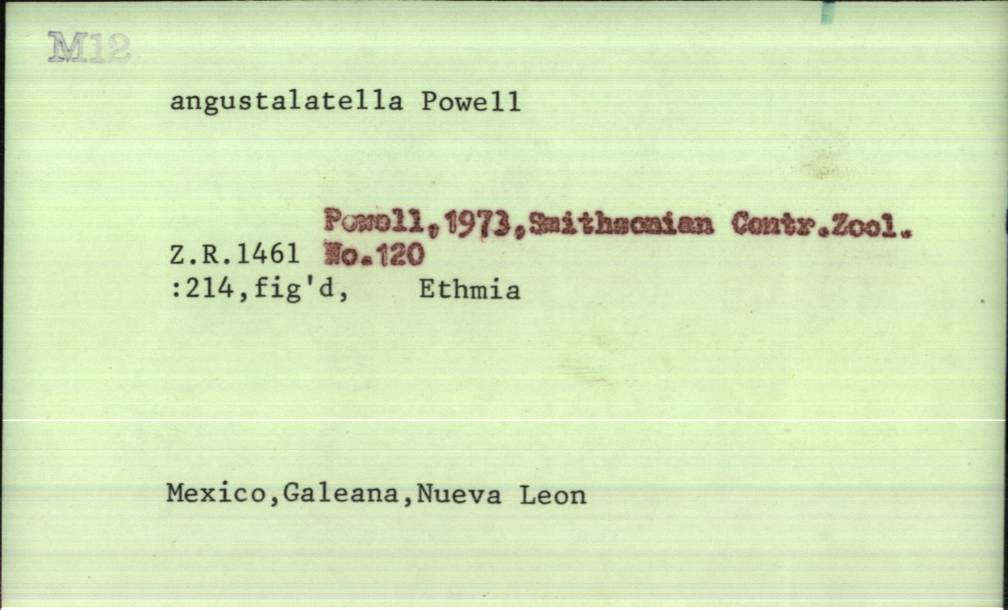 M12
angustalatella Powell
Powell,1973,Smithsonian Contr.Zool.
Z.R.1461 No.120
:214,fig'd, Ethmia
Mexico,Galeana,Nueva Leon